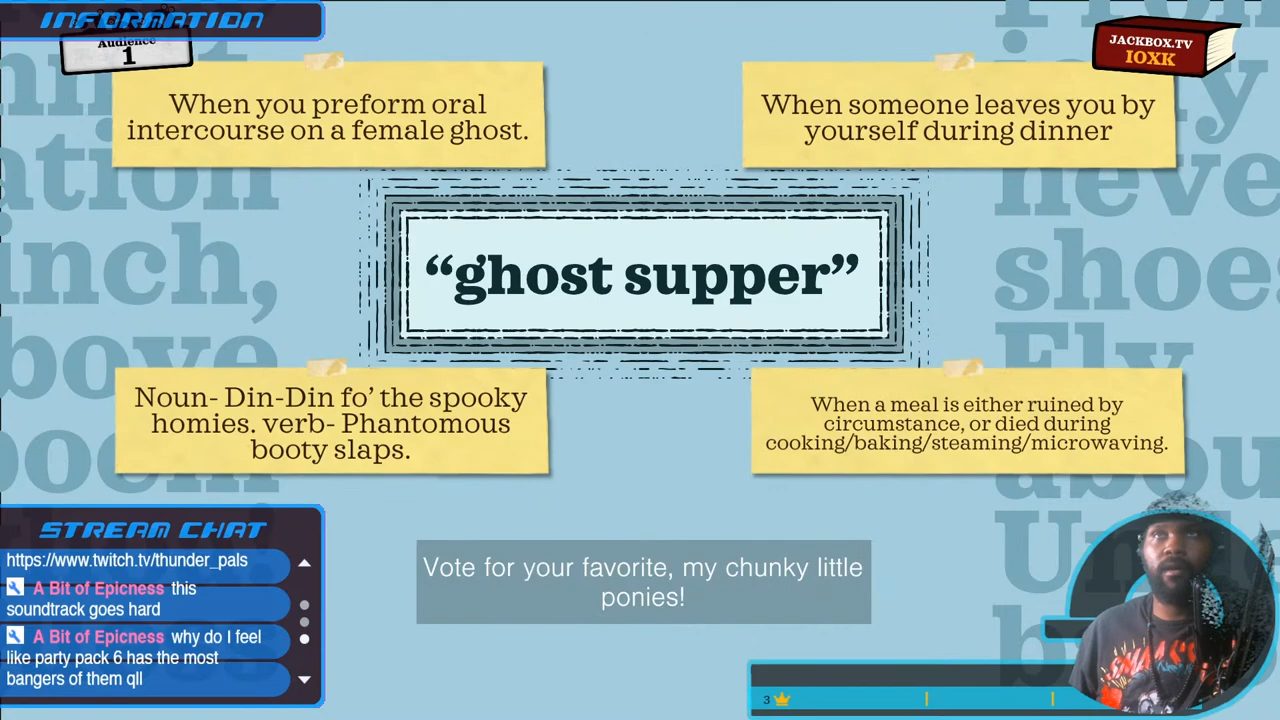 INFORMATION
Audience
1
JACKBOX.TV
IOXK
When you preform oral
intercourse on a female ghost.
When someone leaves you by
yourself during dinner
“ghost supper”
Noun- Din-Din fo’ the spooky
homies. verb- Phantomous
booty slaps.
When a meal is either ruined by
circumstance, or died during
cooking/baking/steaming/microwaving.
Vote for your favorite, my chunky little
ponies!
STREAM CHAT
https://www.twitch.tv/thunder_pals
A Bit of Epicness this
soundtrack goes hard
A Bit of Epicness why do I feel
like party pack 6 has the most
bangers of them qll
3